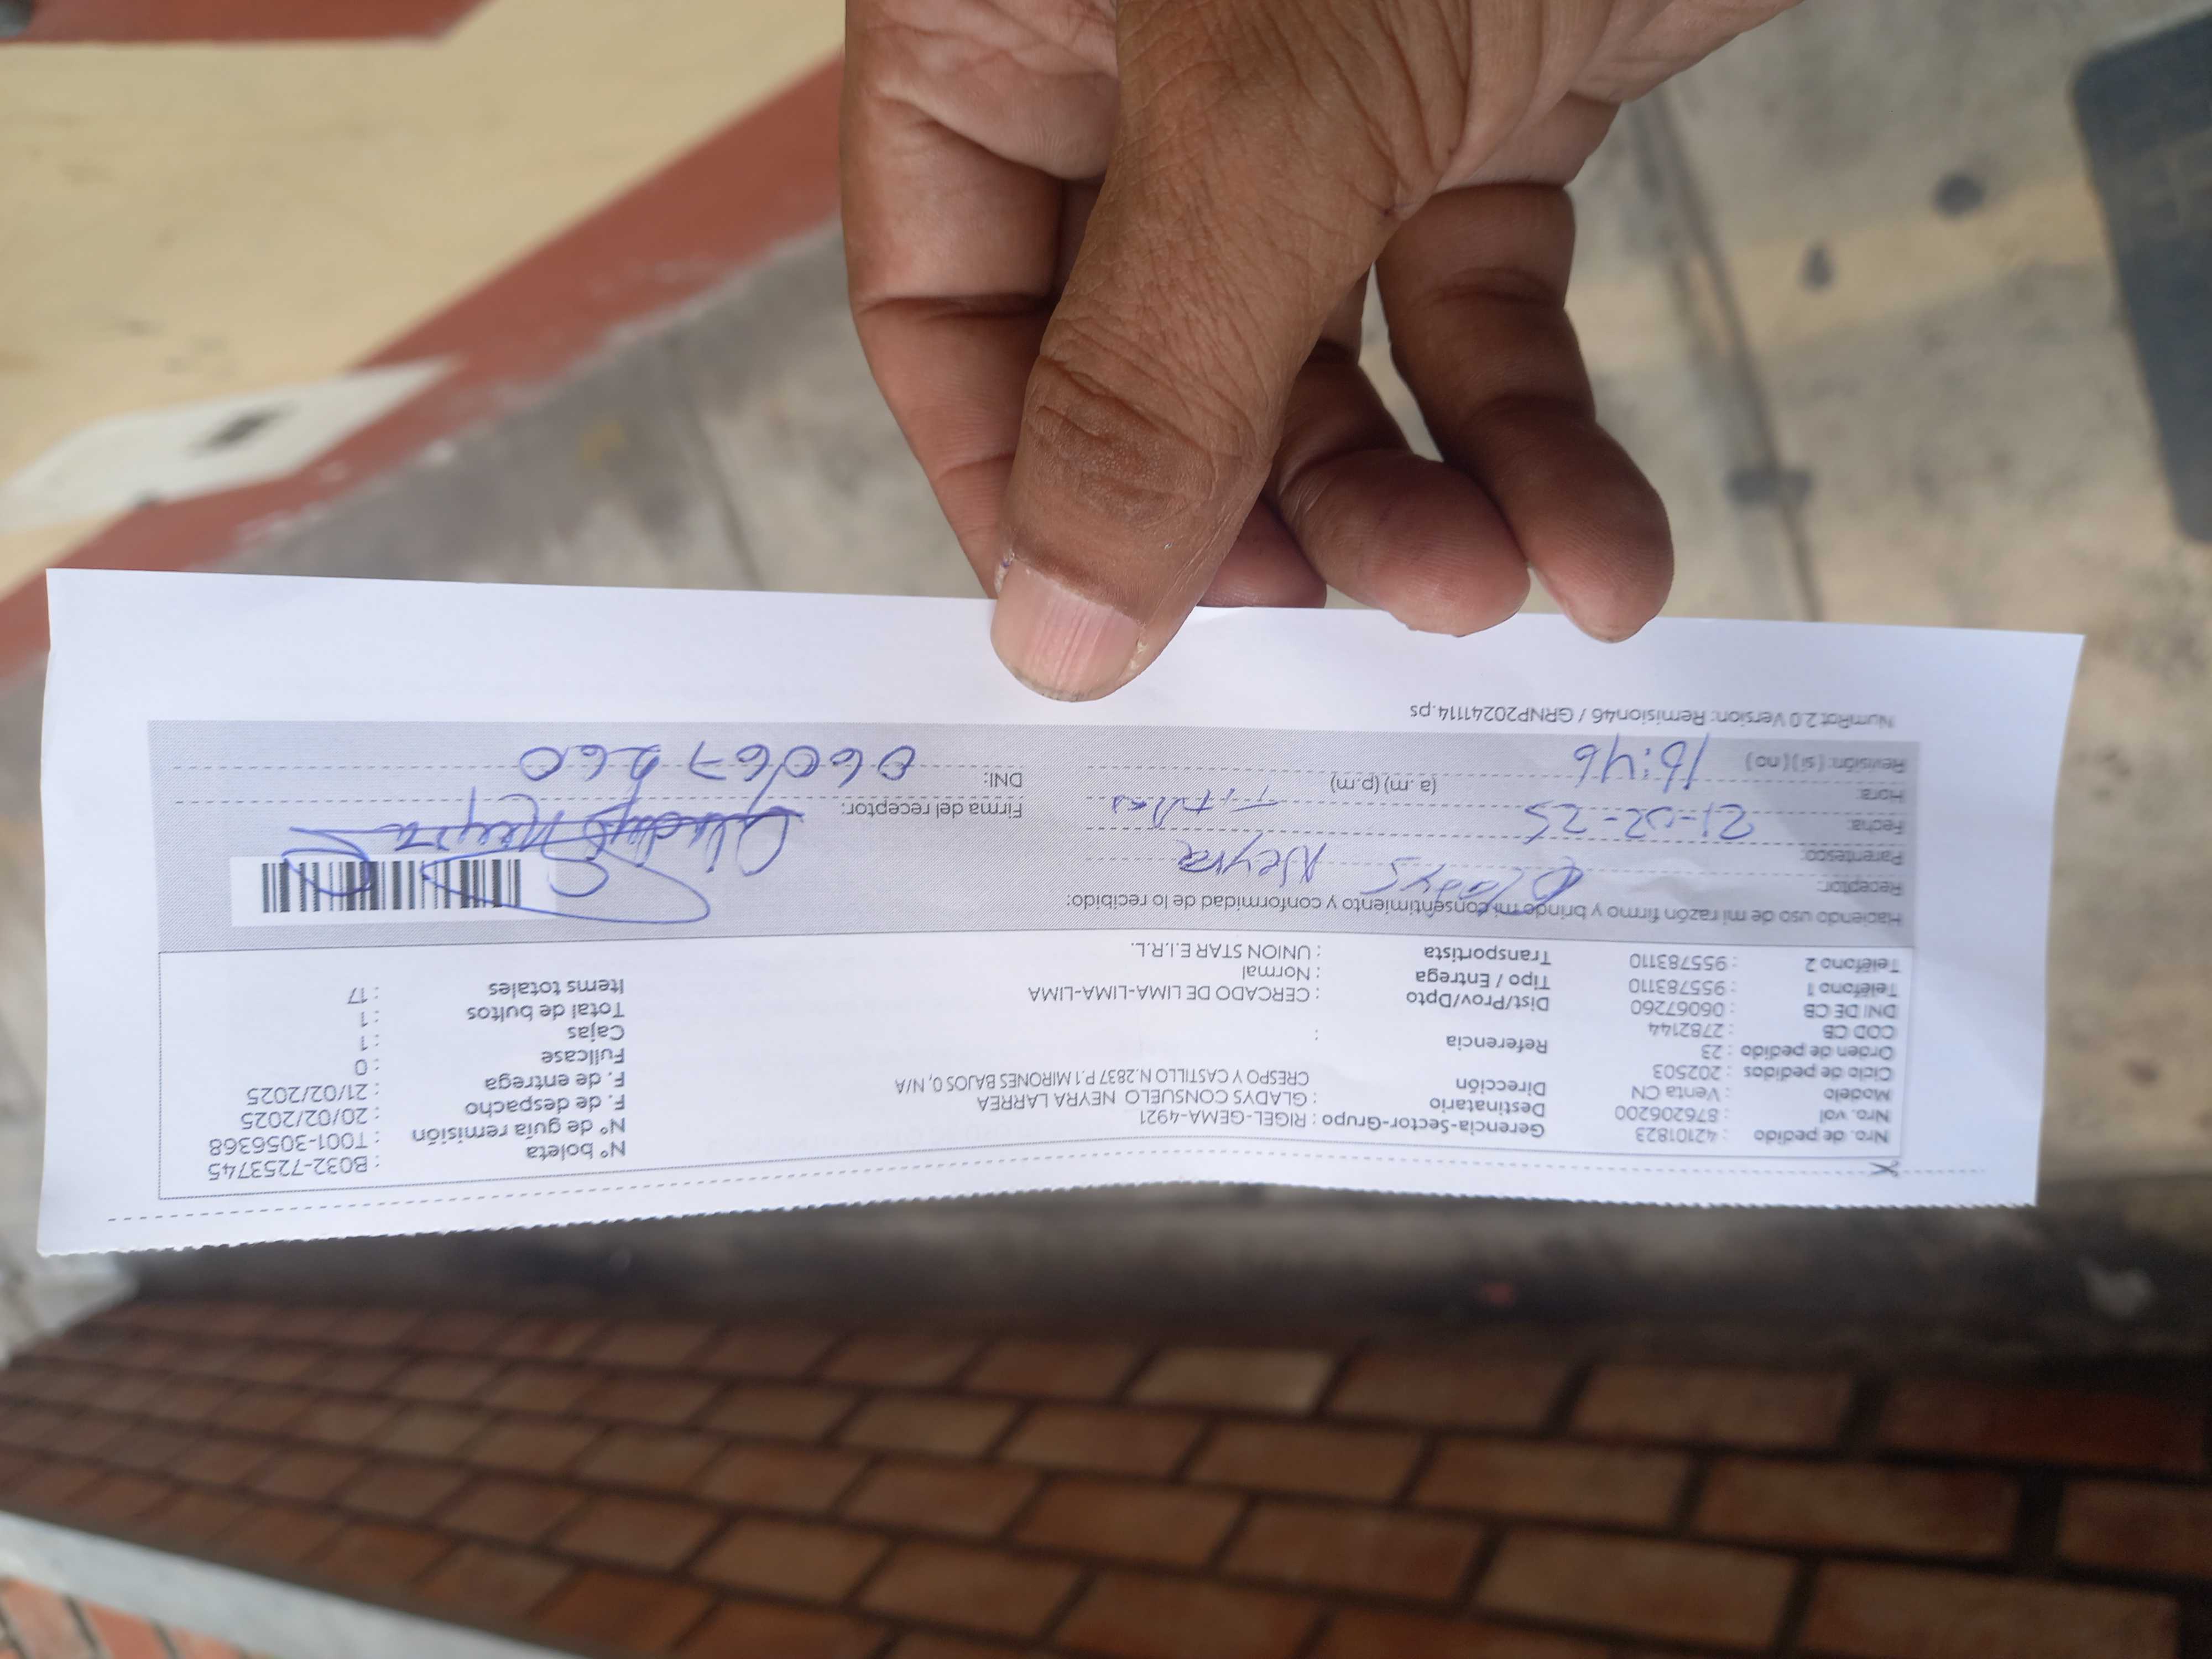 Nro. de pedido : 42101823
Nro. vol : 876206200
Modelo : Venta CN
Ciclo de pedidos : 202503
Orden de pedido : 23
COD CB : 2782144
DNI DE CB : 06067260
Teléfono 1 : 955783110
Teléfono 2 : 955783110
Gerencia-Sector-Grupo : RIGEL-GEMA-4921
Destinatario : GLADYS CONSUELO NEYRA LARREA
Dirección CRESPO Y CASTILLO N.2837 P.1 MIRONES BAJOS 0, N/A
Referencia :
Dist/Prov/Dpto : CERCADO DE LIMA-LIMA-LIMA
Tipo / Entrega : Normal
Transportista : UNION STAR E.I.R.L.
N° boleta : B032-7253745
N° de guía remisión : T001-3056368
F. de despacho : 20/02/2025
F. de entrega : 21/02/2025
Fullcase : 0
Cajas : 1
Total de bultos : 1
Items totales : 17
Haciendo uso de mi razón firmo y brindo mi consentimiento y conformidad de lo recibido:
Receptor: Gladys Neyra
Parentesco: Titular
Fecha: 21-02-25
Hora: 16:46 (a .m) (p.m)
Revisión: ( si ) ( no )
Firma del receptor: Gladys Neyra
DNI: 06067260
NumRot 2.0 Version: Remision46 / GRNP20241114.ps